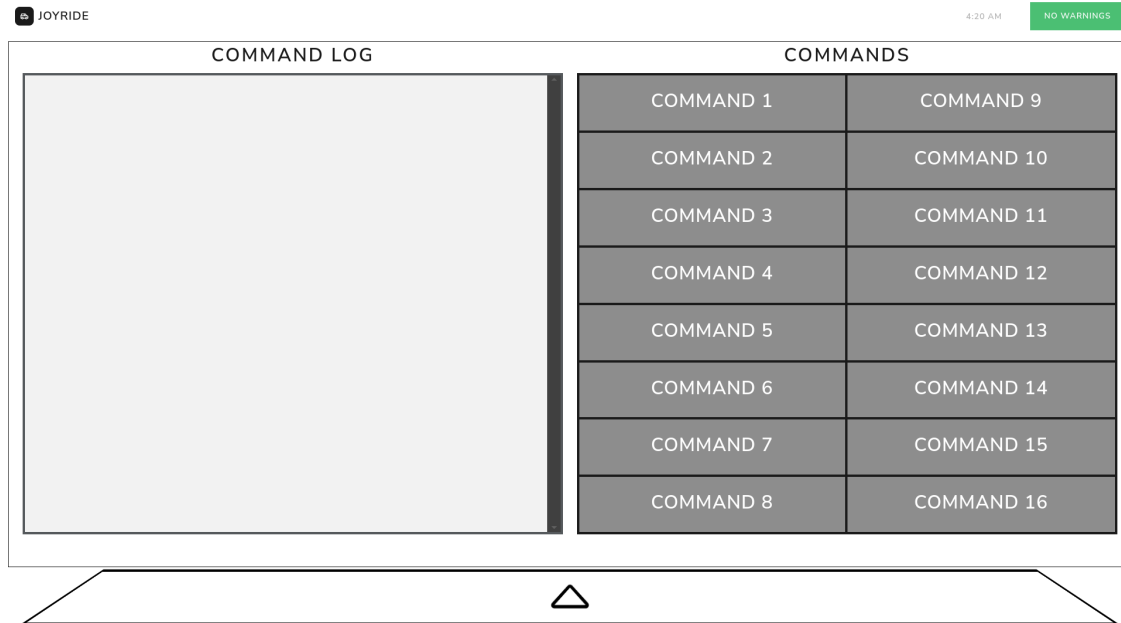 JOYRIDE
4:20 AM
NO WARNINGS
COMMAND LOG
COMMANDS
COMMAND 1
COMMAND 9
COMMAND 2
COMMAND 10
COMMAND 3
COMMAND 11
COMMAND 4
COMMAND 12
COMMAND 5
COMMAND 13
COMMAND 6
COMMAND 14
COMMAND 7
COMMAND 15
COMMAND 8
COMMAND 16